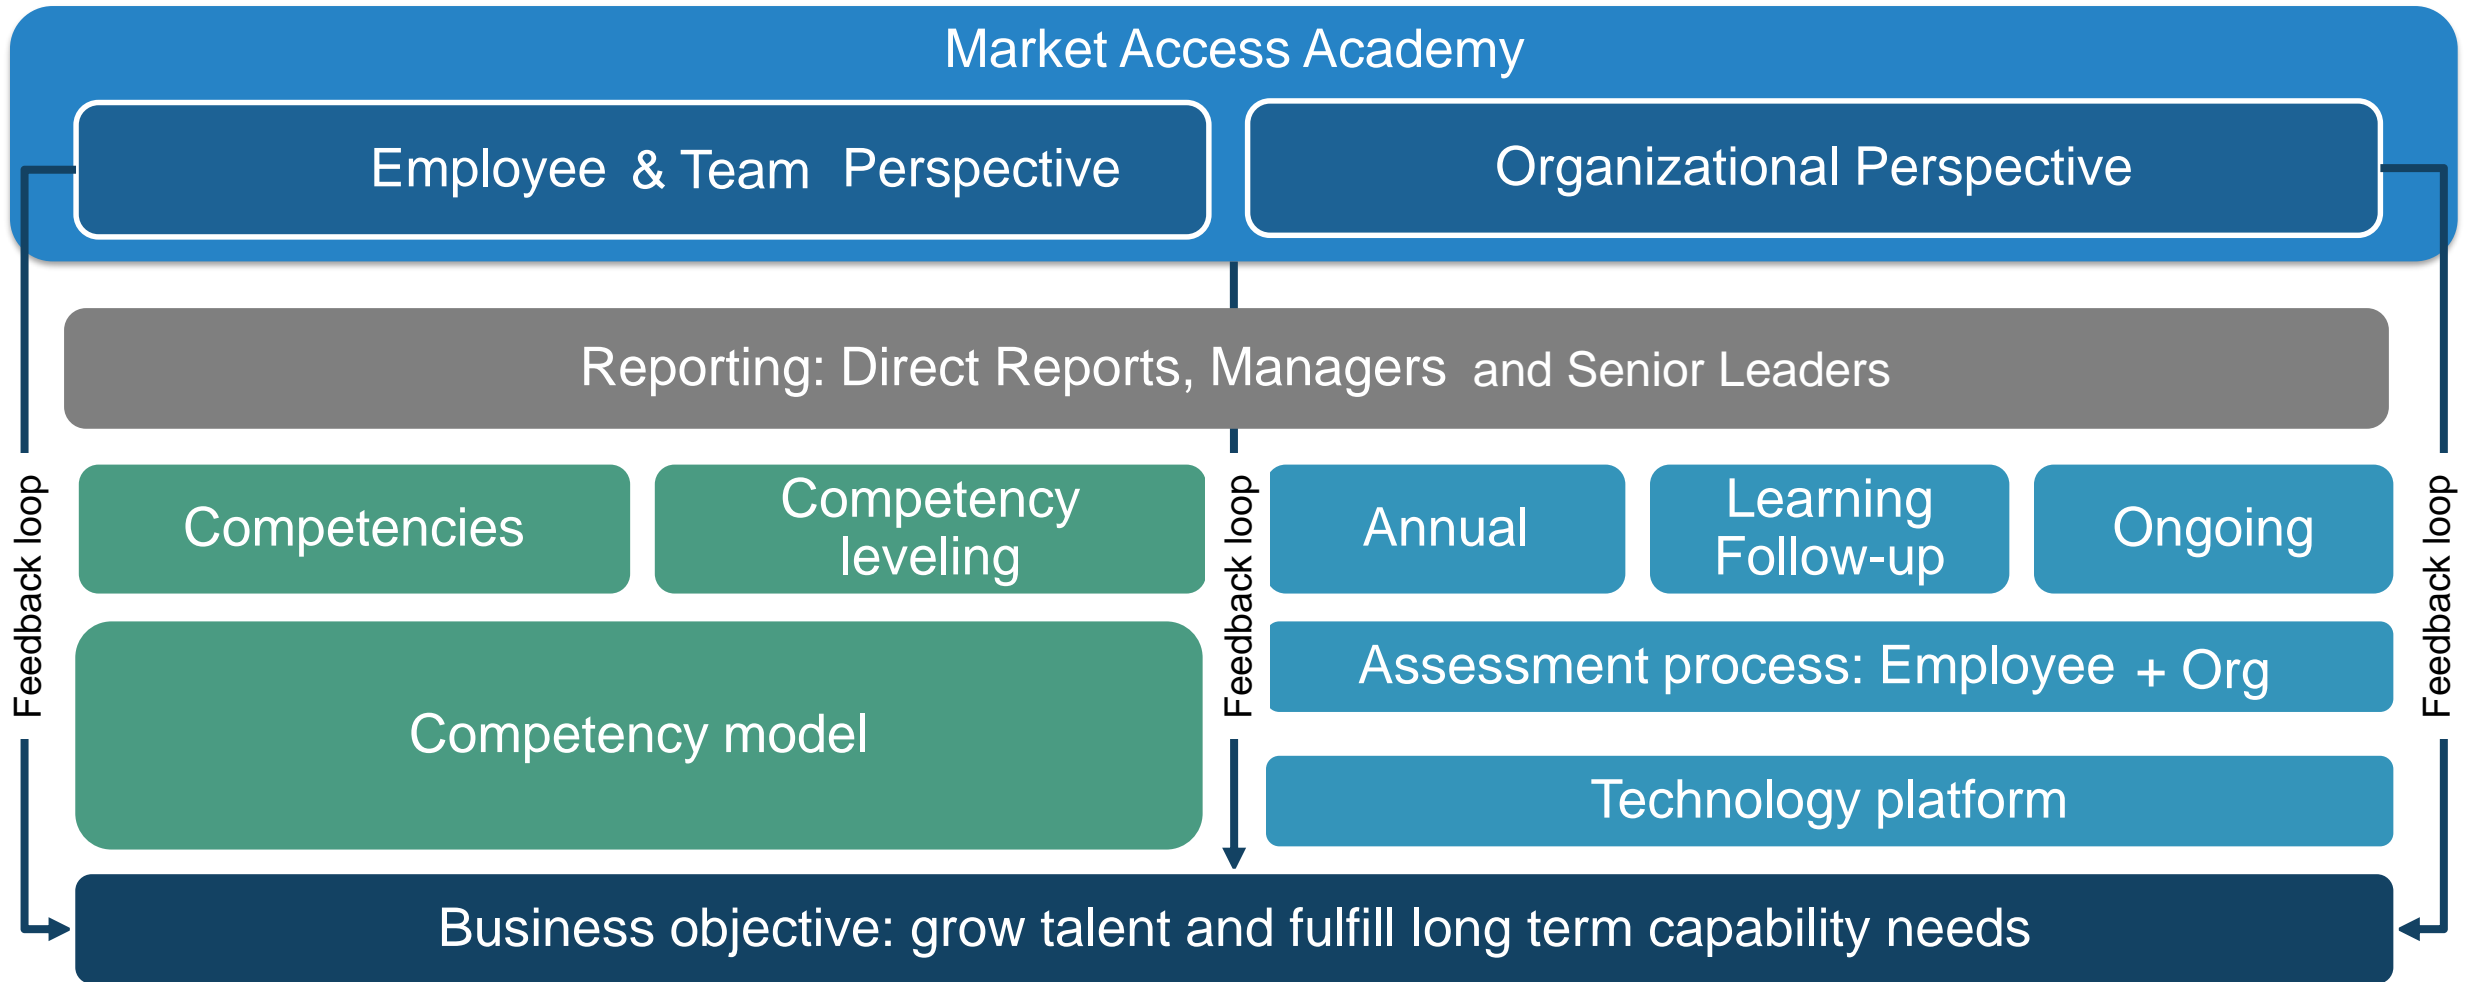 Market Access Academy
Employee & Team Perspective
Organizational Perspective
Reporting: Direct Reports, Managers and Senior Leaders
Feedback loop
Competencies
Competency
leveling
Feedback loop
Annual
Learning
Follow-up
Ongoing
Feedback loop
Competency model
Assessment process: Employee + Org
Technology platform
Business objective: grow talent and fulfill long term capability needs